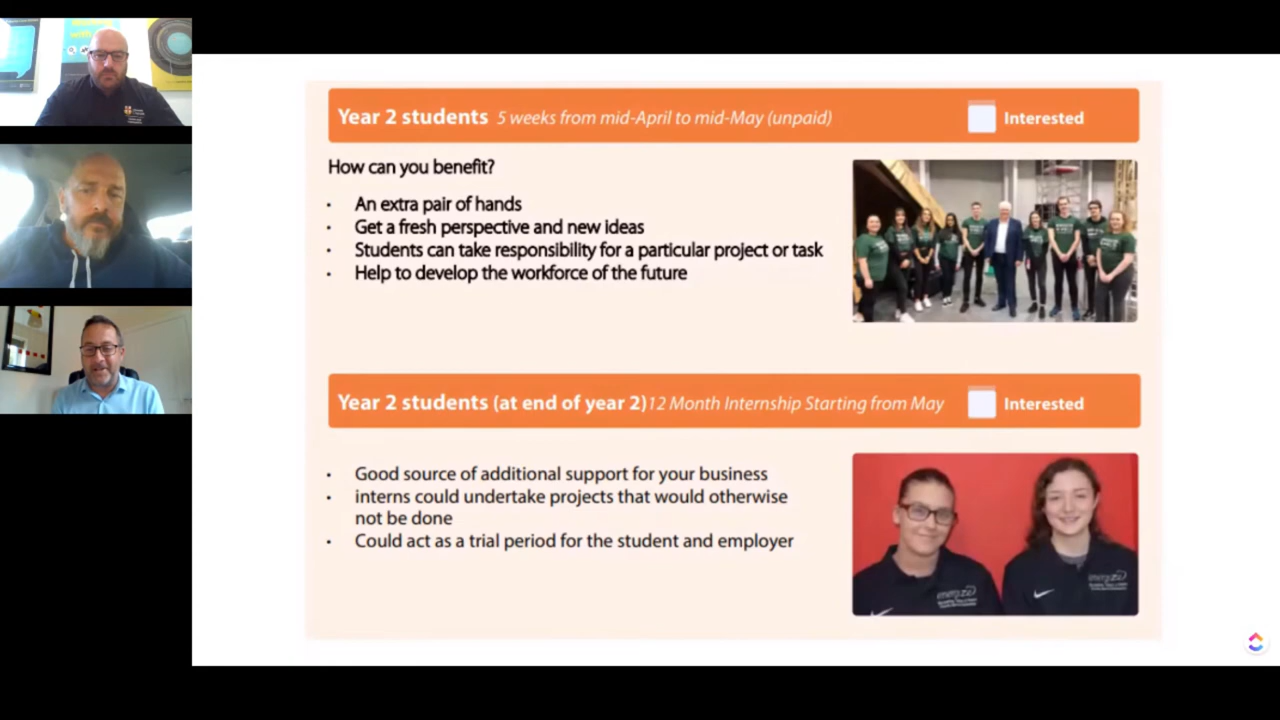 Year 2 students 5 weeks from mid-April to mid-May (unpaid)
Interested
How can you benefit?
• An extra pair of hands
• Get a fresh perspective and new ideas
• Students can take responsibility for a particular project or task
• Help to develop the workforce of the future
Year 2 students (at end of year 2)12 Month Internship Starting from May
Interested
• Good source of additional support for your business
• interns could undertake projects that would otherwise
not be done
• Could act as a trial period for the student and employer
energize
energize